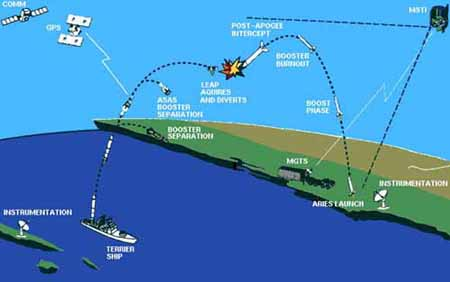 COMM
GPS
MSTI
POST-APOGEE
INTERCEPT
BOOSTER
BURNOUT
LEAP
AQUIRES
AND DIVERTS
ASAS
BOOSTER
SEPARATION
BOOST
PHASE
BOOSTER
SEPARATION
MGTS
INSTRUMENTATION
ARIES LAUNCH
INSTRUMENTATION
TERRIER
SHIP